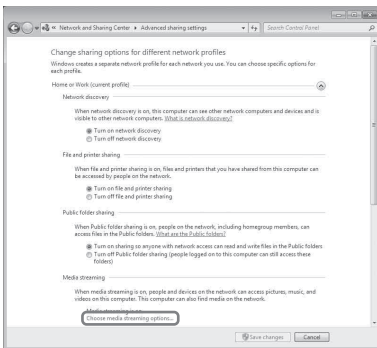 « Network and Sharing Center ▸ Advanced sharing settings
Search Control Panel
Change sharing options for different network profiles
Windows creates a separate network profile for each network you use. You can choose specific options for
each profile.
Home or Work (current profile)
Network discovery
When network discovery is on, this computer can see other network computers and devices and is
visible to other network computers. What is network discovery?
Turn on network discovery
Turn off network discovery
File and printer sharing
When file and printer sharing is on, files and printers that you have shared from this computer can
be accessed by people on the network.
Turn on file and printer sharing
Turn off file and printer sharing
Public folder sharing
When Public folder sharing is on, people on the network, including homegroup members, can
access files in the Public folders. What are the Public folders?
Turn on sharing so anyone with network access can read and write files in the Public folders
Turn off Public folder sharing (people logged on to this computer can still access these
folders)
Media streaming
When media streaming is on, people and devices on the network can access pictures, music, and
videos on this computer. This computer can also find media on the network.
Media streaming is on.
Choose media streaming options...
Save changes
Cancel